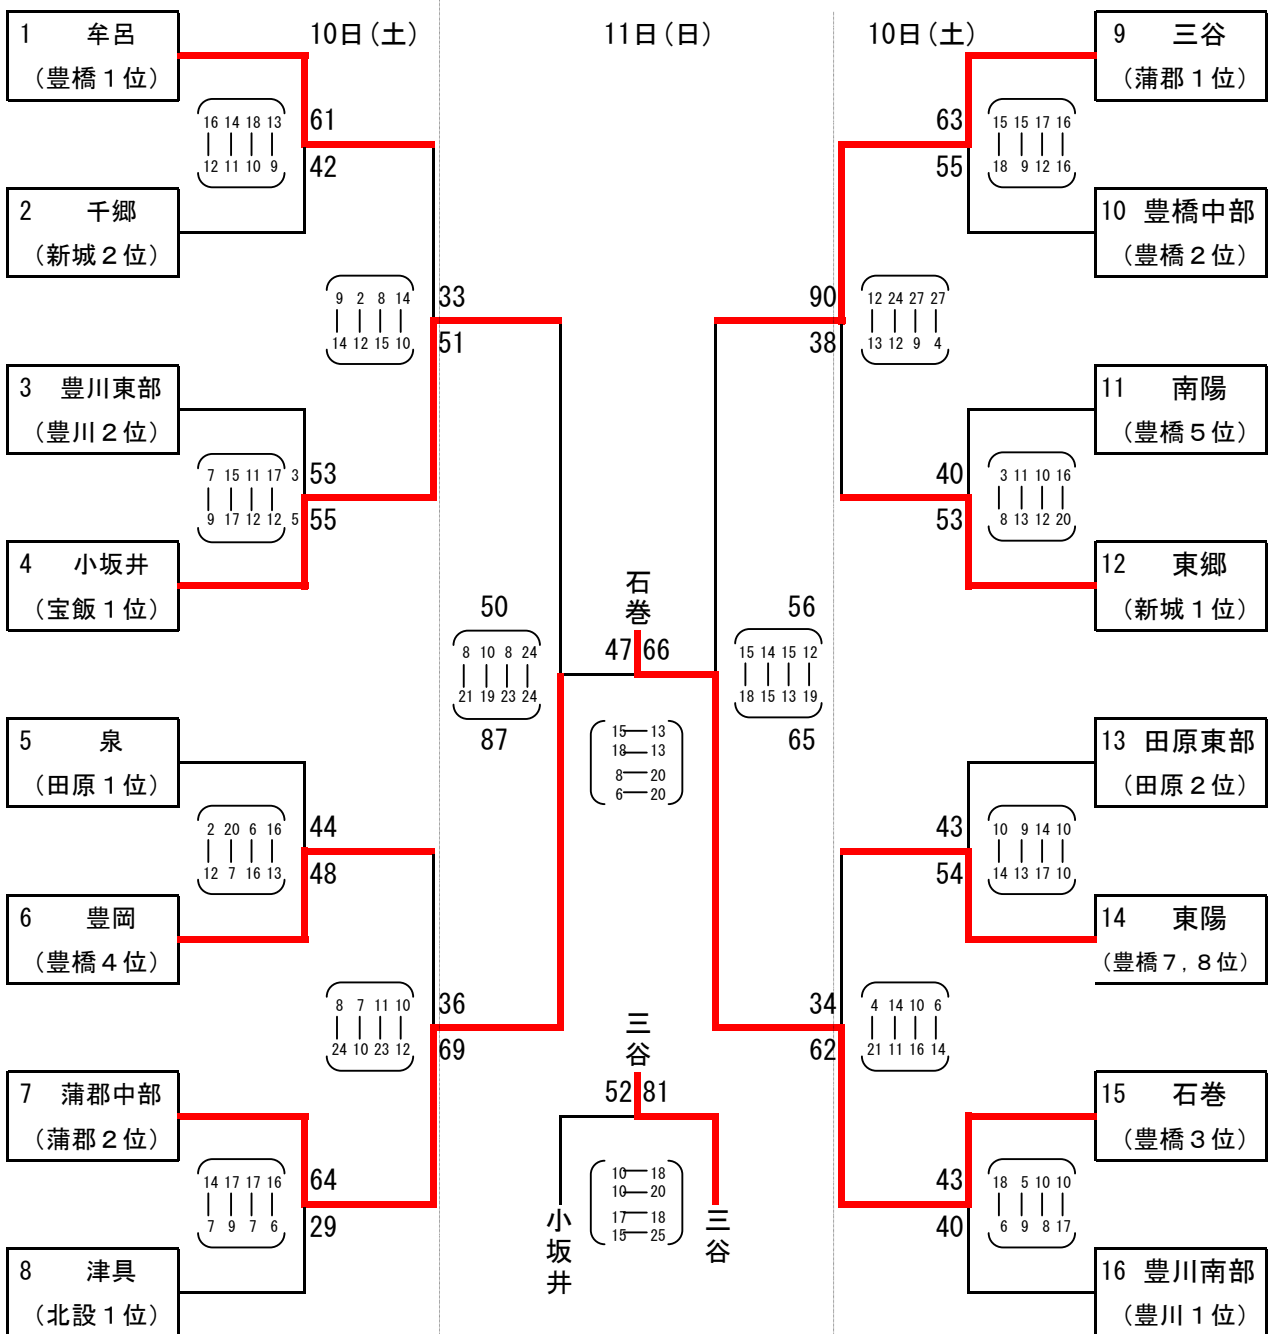 10日(土)
11日(日)
10日(土)
1 牟呂
(豊橋１位)
16 14 18 13
12 11 10 9
61
42
2 千郷
(新城２位)
9 2 8 14
14 12 15 10
33
51
3 豊川東部
(豊川２位)
7 15 11 17 3
9 17 12 12 5
53
55
4 小坂井
(宝飯１位)
50
8 10 8 24
21 19 23 24
87
5 泉
(田原１位)
2 20 6 16
12 7 16 13
44
48
6 豊岡
(豊橋４位)
8 7 11 10
24 10 23 12
36
69
7 蒲郡中部
(蒲郡２位)
14 17 17 16
7 9 7 6
64
29
8 津具
(北設１位)
石巻
47 66
15 13
18 13
8 20
6 20
三谷
52 81
10 18
10 20
17 18
15 25
小坂井
三谷
9 三谷
(蒲郡１位)
63
55
15 15 17 16
18 9 12 16
10 豊橋中部
(豊橋２位)
90
38
12 24 27 27
13 12 9 4
11 南陽
(豊橋５位)
40
53
3 11 10 16
8 13 12 20
12 東郷
(新城１位)
56
15 14 15 12
18 15 13 19
65
13 田原東部
(田原２位)
43
54
10 9 14 10
14 13 17 10
14 東陽
(豊橋７，８位)
34
62
4 14 10 6
21 11 16 14
15 石巻
(豊橋３位)
43
40
18 5 10 10
6 9 8 17
16 豊川南部
(豊川１位)